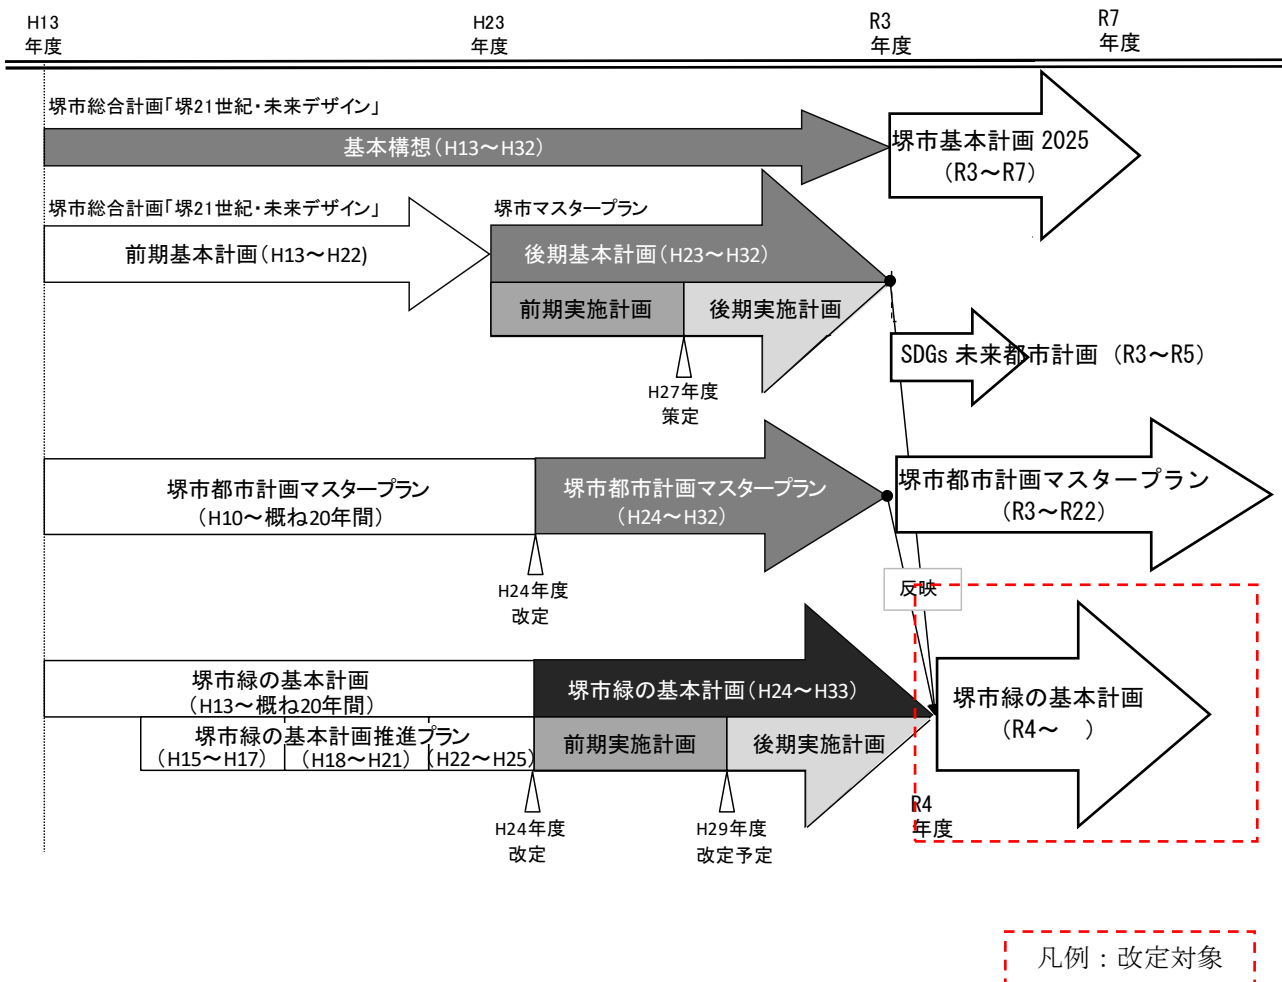 H13
年度
H23
年度
R3
年度
R7
年度
堺市総合計画「堺21世紀・未来デザイン」
基本構想（H13～H32）
堺市基本計画 2025
（R3～R7）
堺市総合計画「堺21世紀・未来デザイン」
堺市マスタープラン
前期基本計画（H13～H22)
後期基本計画（H23～H32）
前期実施計画
後期実施計画
SDGs 未来都市計画（R3～R5）
H27年度
策定
堺市都市計画マスタープラン
（H10～概ね20年間）
堺市都市計画マスタープラン
（H24～H32）
堺市都市計画マスタープラン
（R3～R22）
H24年度
改定
反映
堺市緑の基本計画
（H13～概ね20年間）
堺市緑の基本計画（H24～H33）
堺市緑の基本計画
（R4～　）
堺市緑の基本計画推進プラン
（H15～H17）
（H18～H21）
（H22～H25）
前期実施計画
後期実施計画
R4
年度
H24年度
改定
H29年度
改定予定
凡例：改定対象